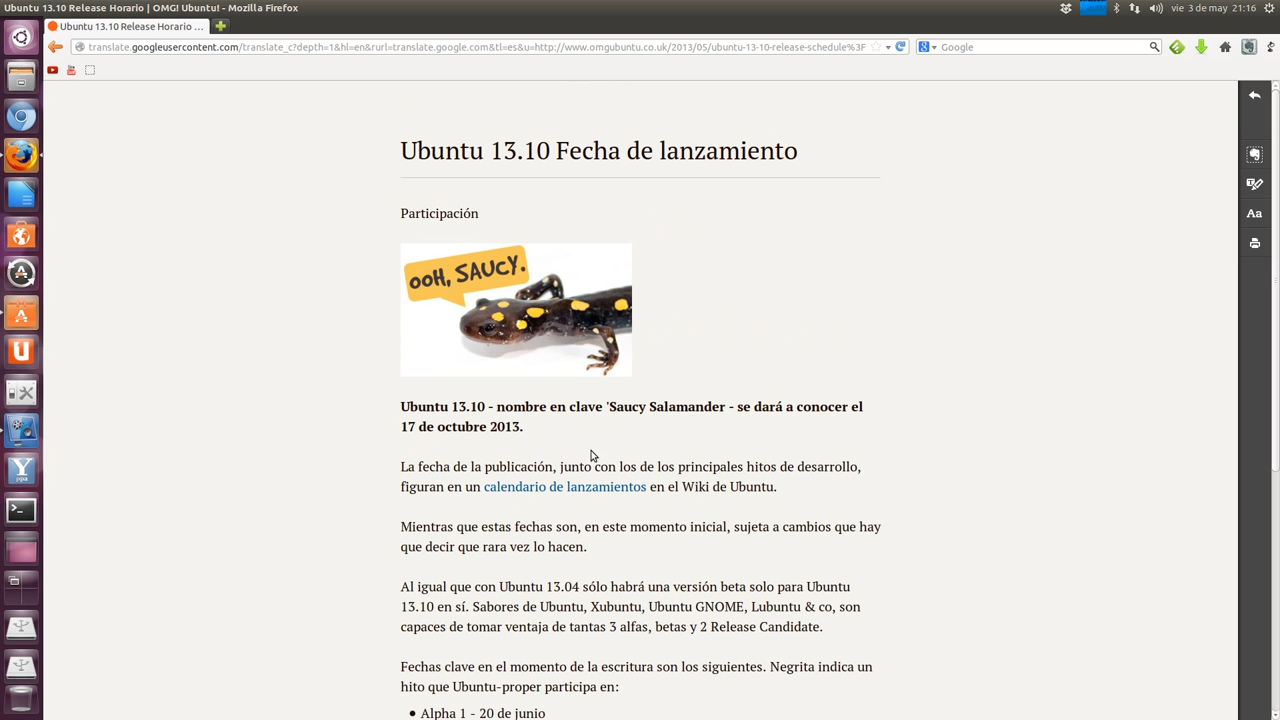 Ubuntu 13.10 Release Horario | OMG! Ubuntu! - Mozilla Firefox
vie 3 de may 21:16
Ubuntu 13.10 Release Horario ...
translate.googleusercontent.com/translate_c?depth=1&hl=en&rurl=translate.google.com&tl=es&u=http://www.omgubuntu.co.uk/2013/05/ubuntu-13-10-release-schedule%3F
Google
Aa
Ubuntu 13.10 Fecha de lanzamiento
Participación
ooH, SAUCY.
Ubuntu 13.10 - nombre en clave 'Saucy Salamander - se dará a conocer el
17 de octubre 2013.
La fecha de la publicación, junto con los de los principales hitos de desarrollo,
figuran en un calendario de lanzamientos en el Wiki de Ubuntu.
Mientras que estas fechas son, en este momento inicial, sujeta a cambios que hay
que decir que rara vez lo hacen.
Al igual que con Ubuntu 13.04 sólo habrá una versión beta solo para Ubuntu
13.10 en sí. Sabores de Ubuntu, Xubuntu, Ubuntu GNOME, Lubuntu & co, son
capaces de tomar ventaja de tantas 3 alfas, betas y 2 Release Candidate.
Fechas clave en el momento de la escritura son los siguientes. Negrita indica un
hito que Ubuntu-proper participa en:
● Alpha 1 - 20 de junio